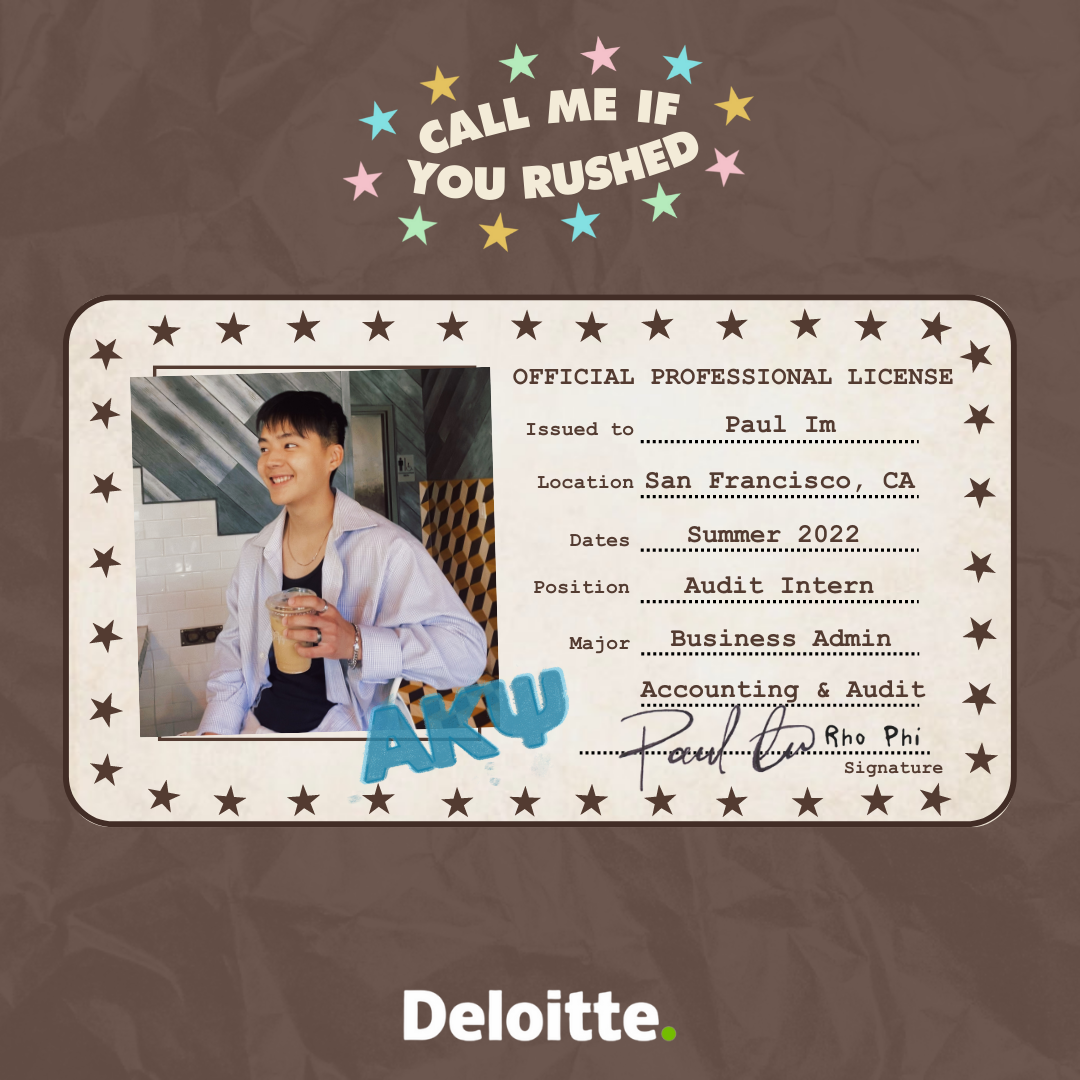 CALL ME IF
YOU RUSHED
OFFICIAL PROFESSIONAL LICENSE
Issued to Paul Im
Location San Francisco, CA
Dates Summer 2022
Position Audit Intern
Major Business Admin
Accounting & Audit
ΑΚΨ
Paul Im Rho Phi
Signature
Deloitte.